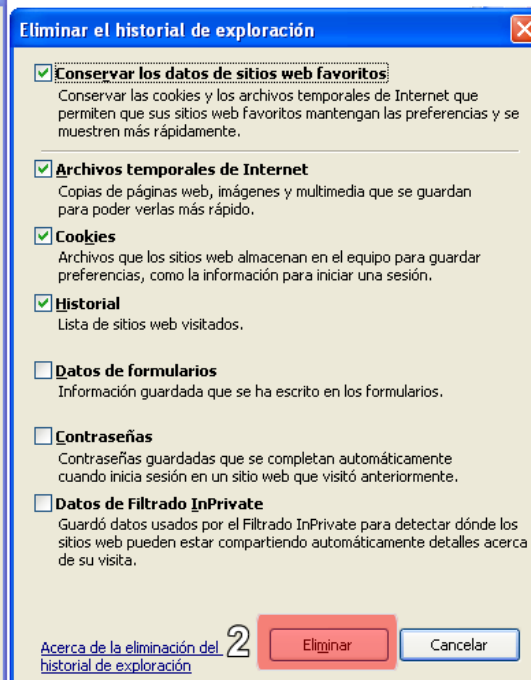 Eliminar el historial de exploración
Conservar los datos de sitios web favoritos
Conservar las cookies y los archivos temporales de Internet que
permiten que sus sitios web favoritos mantengan las preferencias y se
muestren más rápidamente.
Archivos temporales de Internet
Copias de páginas web, imágenes y multimedia que se guardan
para poder verlas más rápido.
Cookies
Archivos que los sitios web almacenan en el equipo para guardar
preferencias, como la información para iniciar una sesión.
Historial
Lista de sitios web visitados.
Datos de formularios
Información guardada que se ha escrito en los formularios.
Contraseñas
Contraseñas guardadas que se completan automáticamente
cuando inicia sesión en un sitio web que visitó anteriormente.
Datos de Filtrado InPrivate
Guardó datos usados por el Filtrado InPrivate para detectar dónde los
sitios web pueden estar compartiendo automáticamente detalles acerca
de su visita.
Acerca de la eliminación del
historial de exploración
2
Eliminar
Cancelar